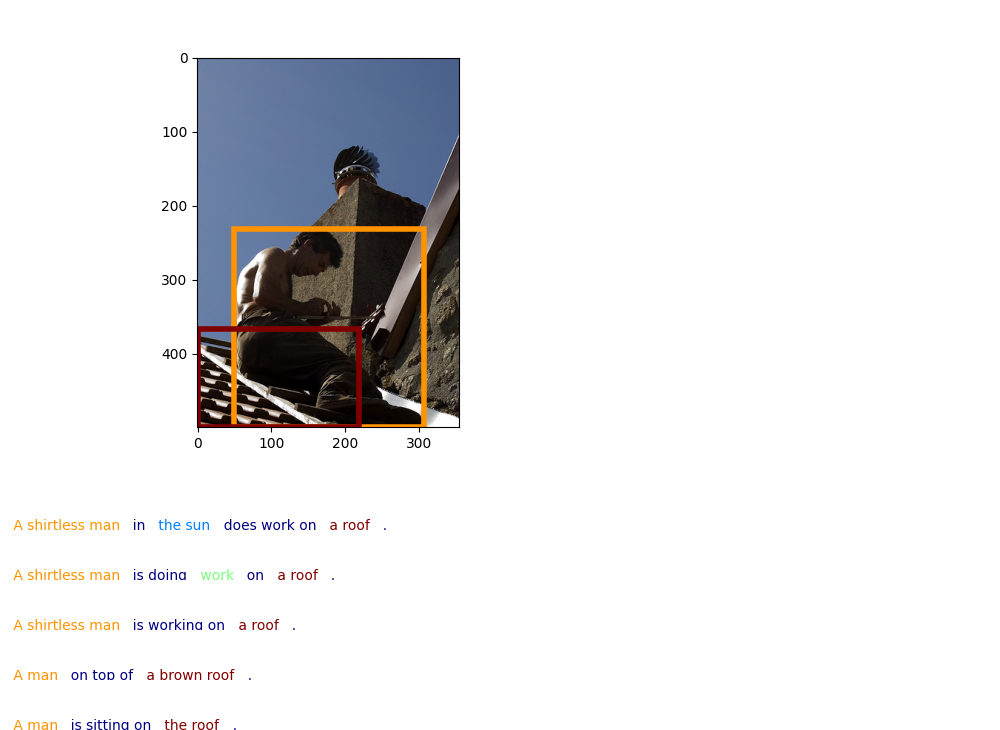 0
100
200
300
400
0 100 200 300
A shirtless man in the sun does work on a roof .
A shirtless man is doing work on a roof .
A shirtless man is working on a roof .
A man on top of a brown roof .
A man is sitting on the roof .